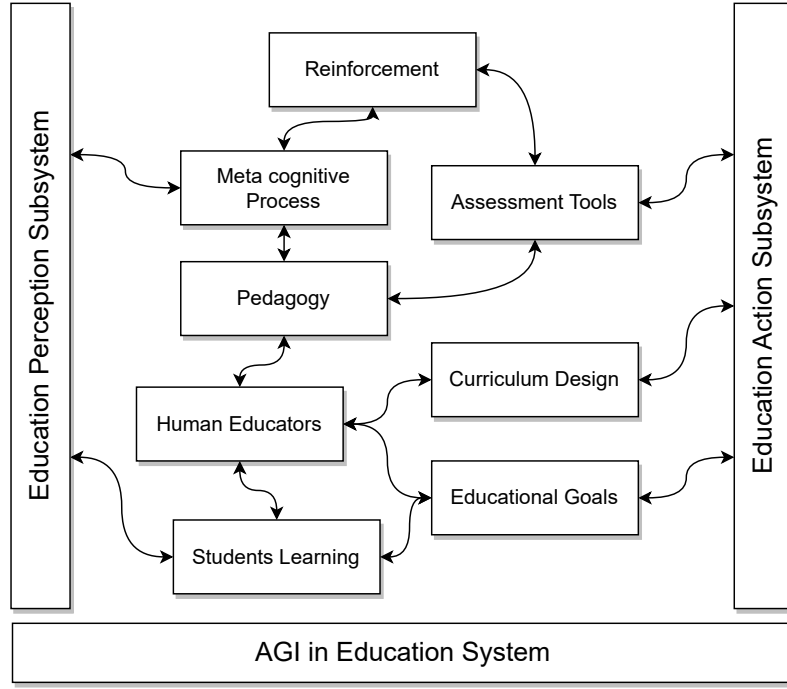 Education Perception Subsystem
Reinforcement
Meta cognitive
Process
Assessment Tools
Pedagogy
Curriculum Design
Human Educators
Educational Goals
Students Learning
Education Action Subsystem
AGI in Education System